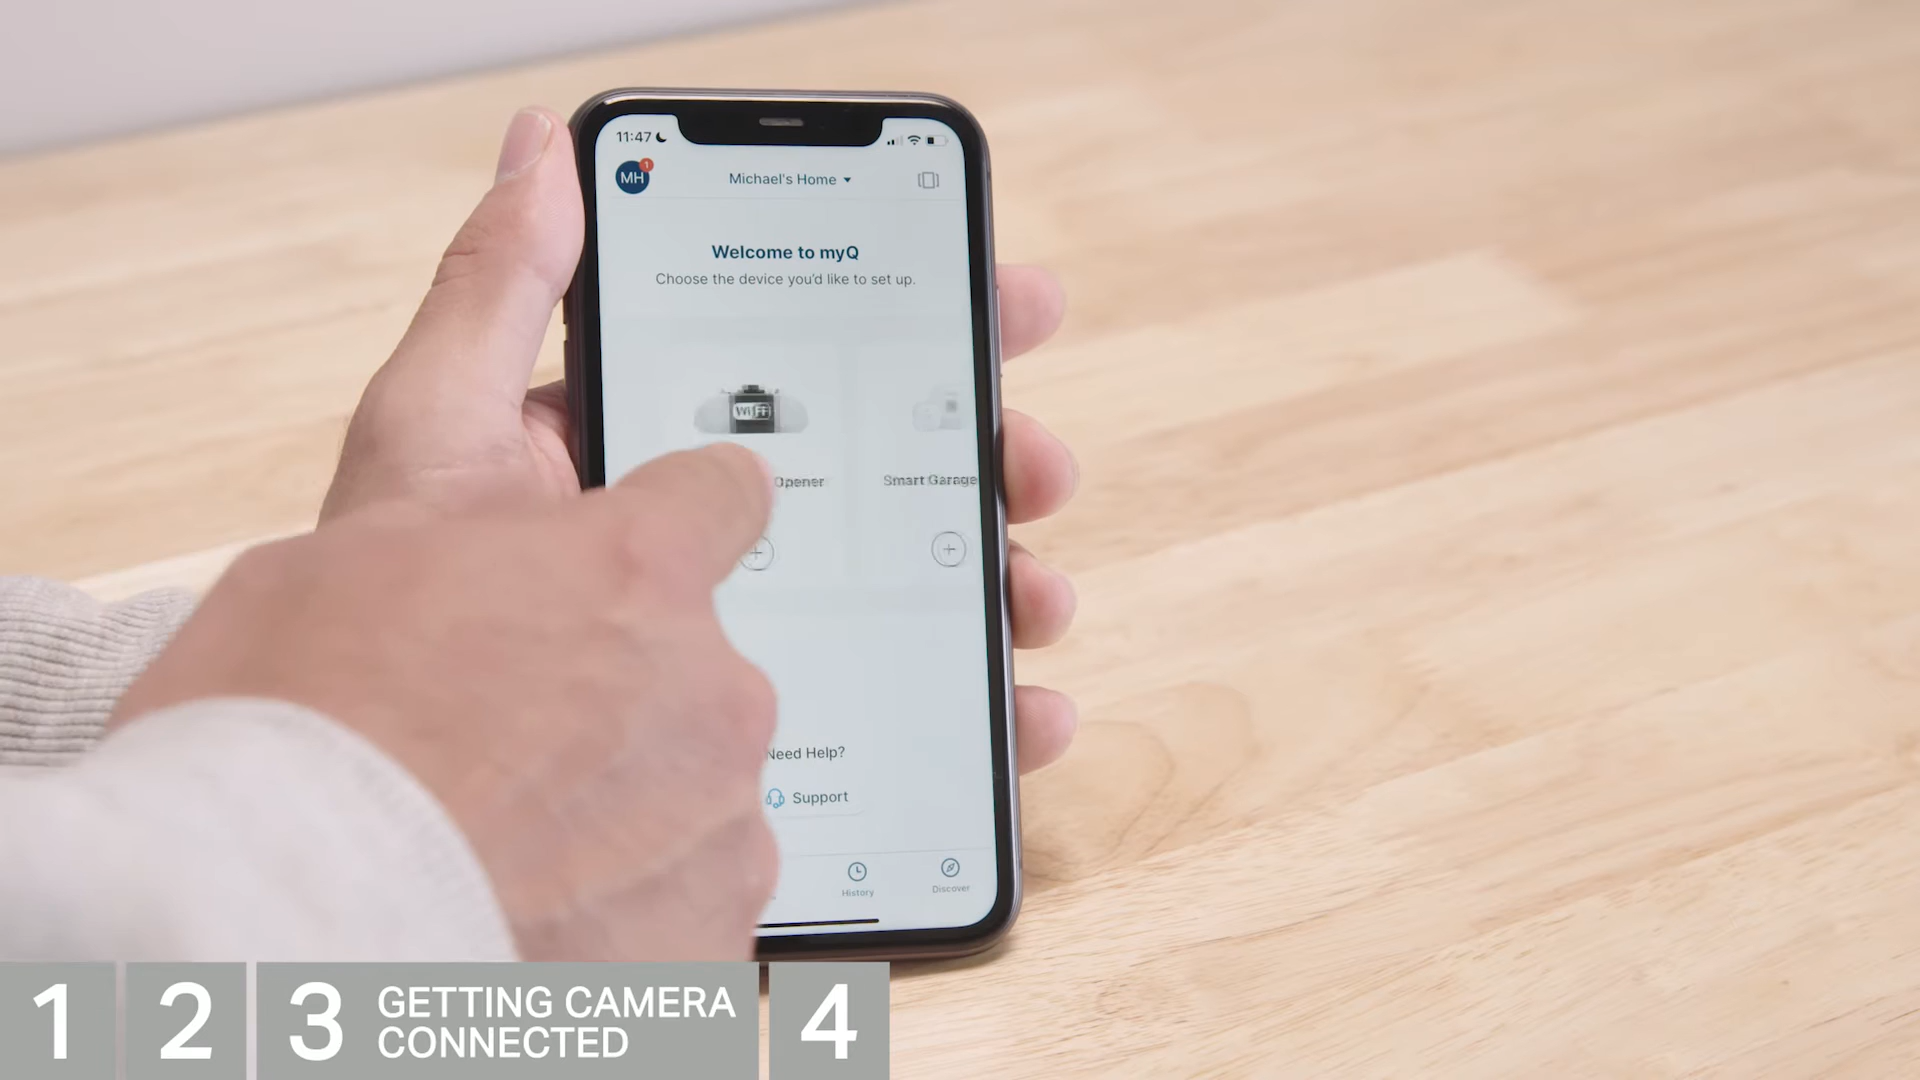 11:47
MH
1
Michael's Home
Welcome to myQ
Choose the device you'd like to set up.
WiFi
Opener
Smart Garage
Need Help?
Support
History
Discover
1
2
3
GETTING CAMERA
CONNECTED
4